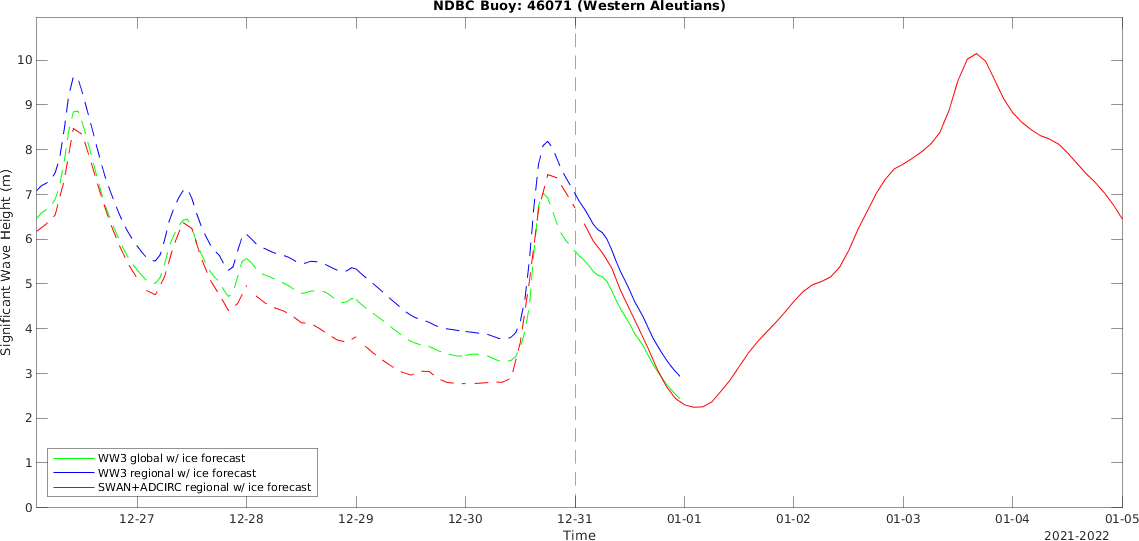 NDBC Buoy: 46071 (Western Aleutians)
Significant Wave Height (m)
10
9
8
7
6
5
4
3
2
1
0
WW3 global w/ ice forecast
WW3 regional w/ ice forecast
SWAN+ADCIRC regional w/ ice forecast
12-27 12-28 12-29 12-30 12-31 01-01 01-02 01-03 01-04 01-05
Time
2021-2022